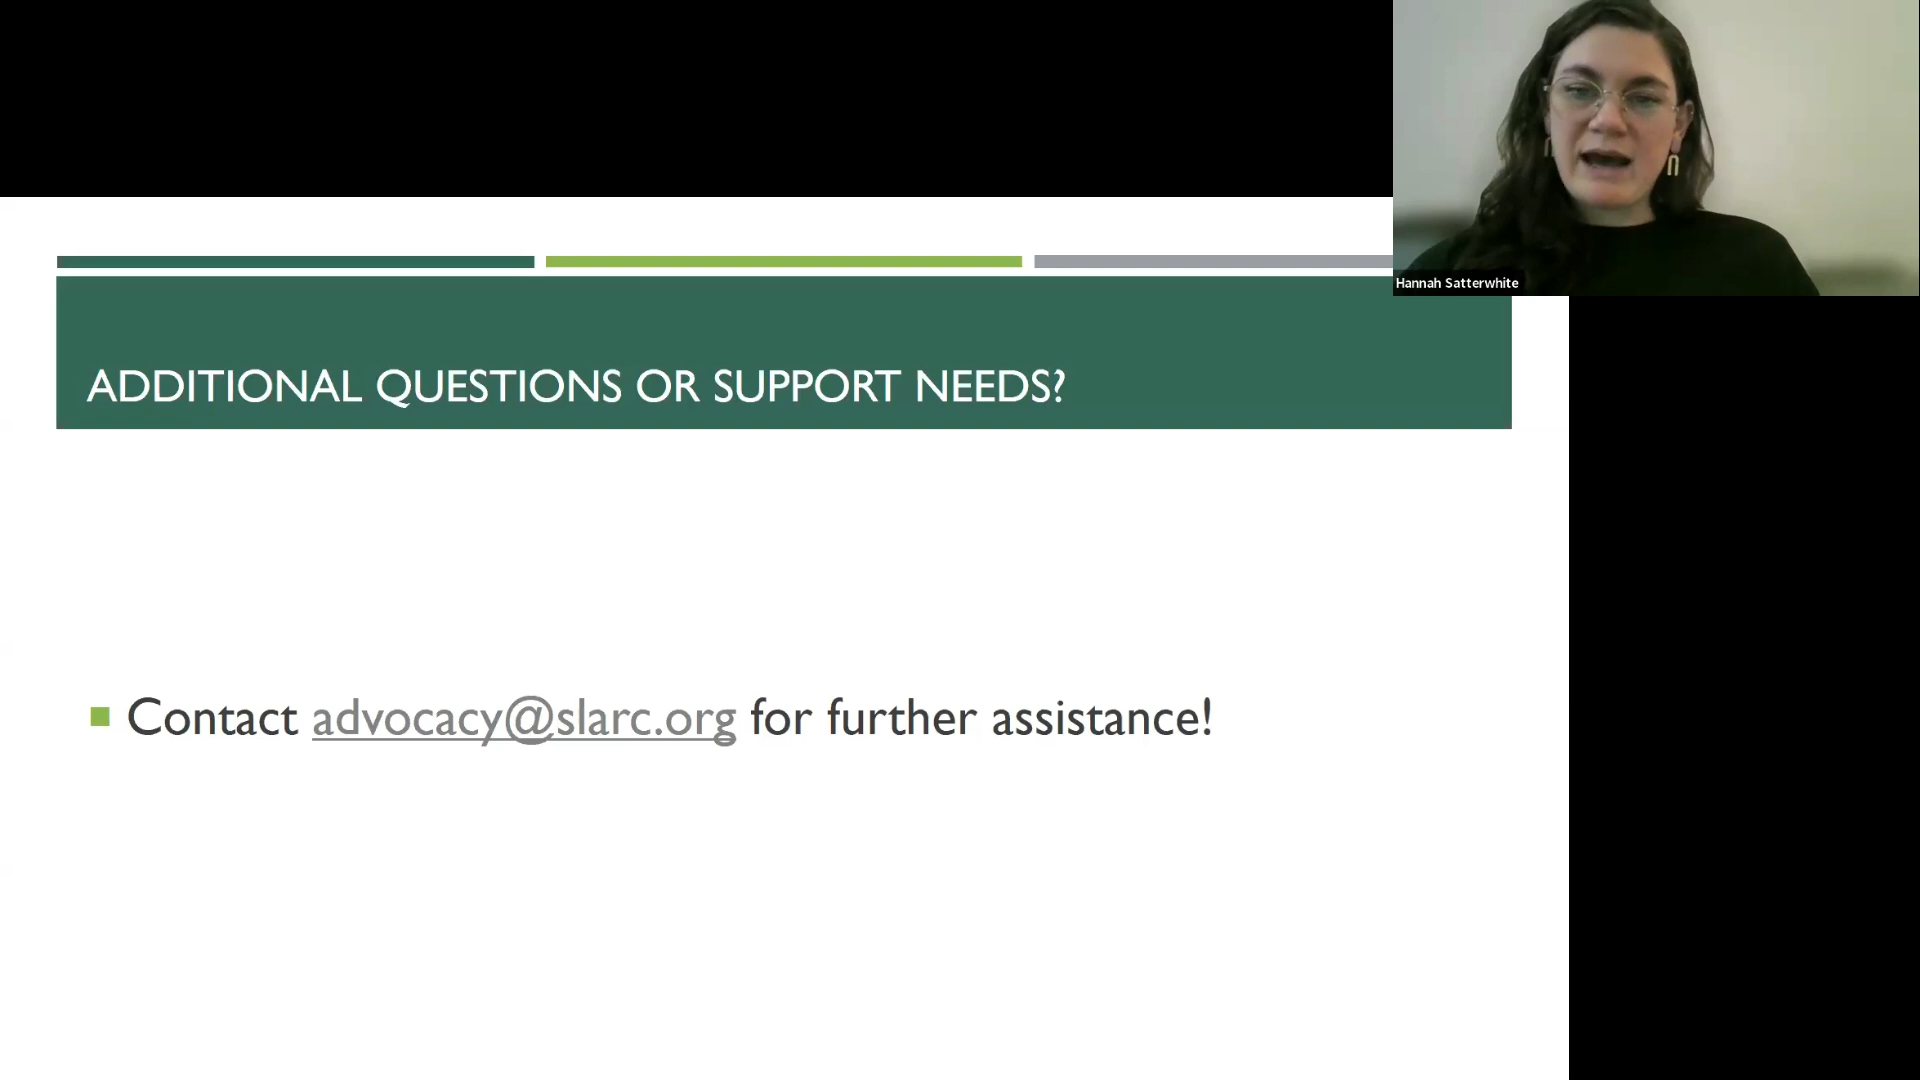 Hannah Satterwhite
ADDITIONAL QUESTIONS OR SUPPORT NEEDS?
Contact advocacy@slarc.org for further assistance!